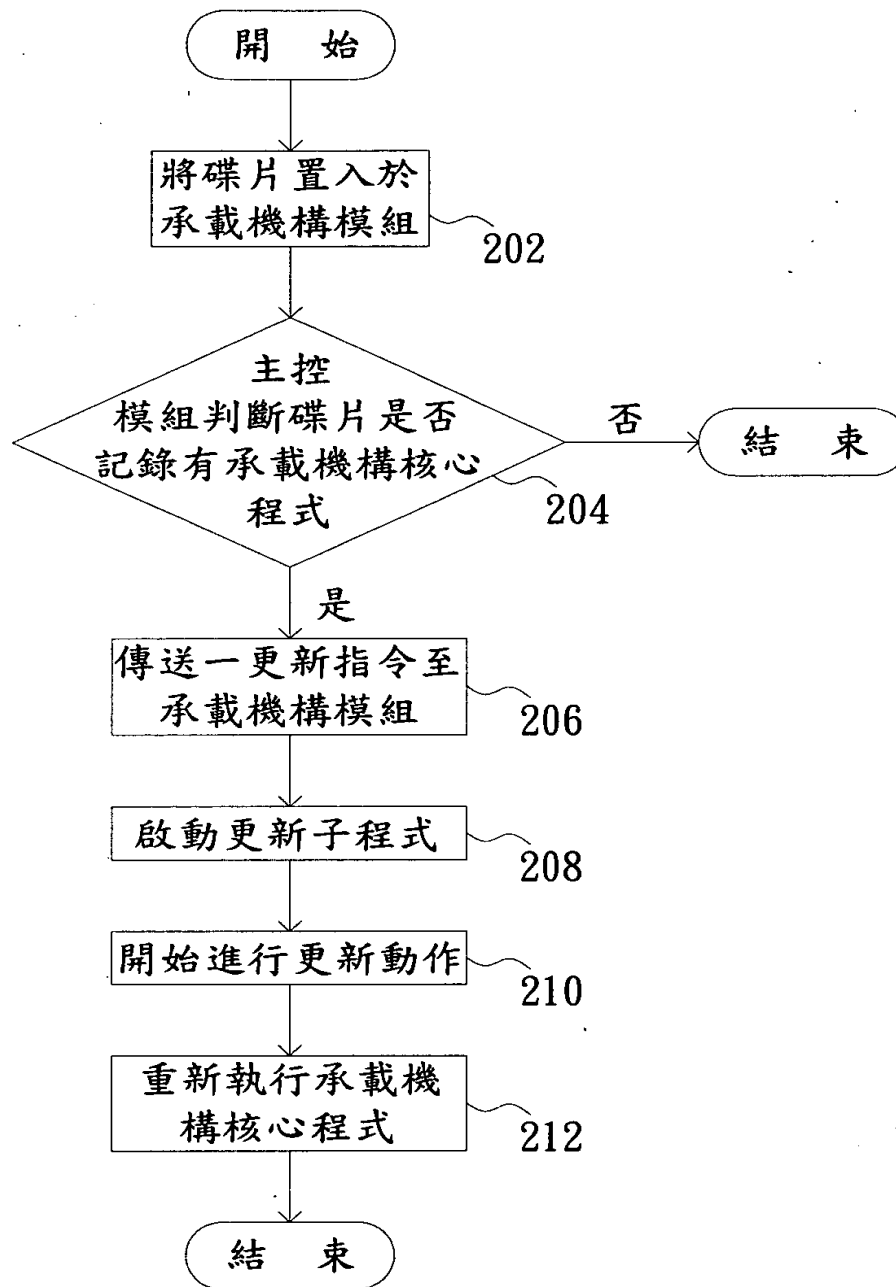 開 始
將碟片置入於
承載機構模組
202
主控
模組判斷碟片是否
記錄有承載機構核心
程式
204
否
結 束
是
傳送一更新指令至
承載機構模組
206
啟動更新子程式
208
開始進行更新動作
210
重新執行承載機
構核心程式
212
結 束